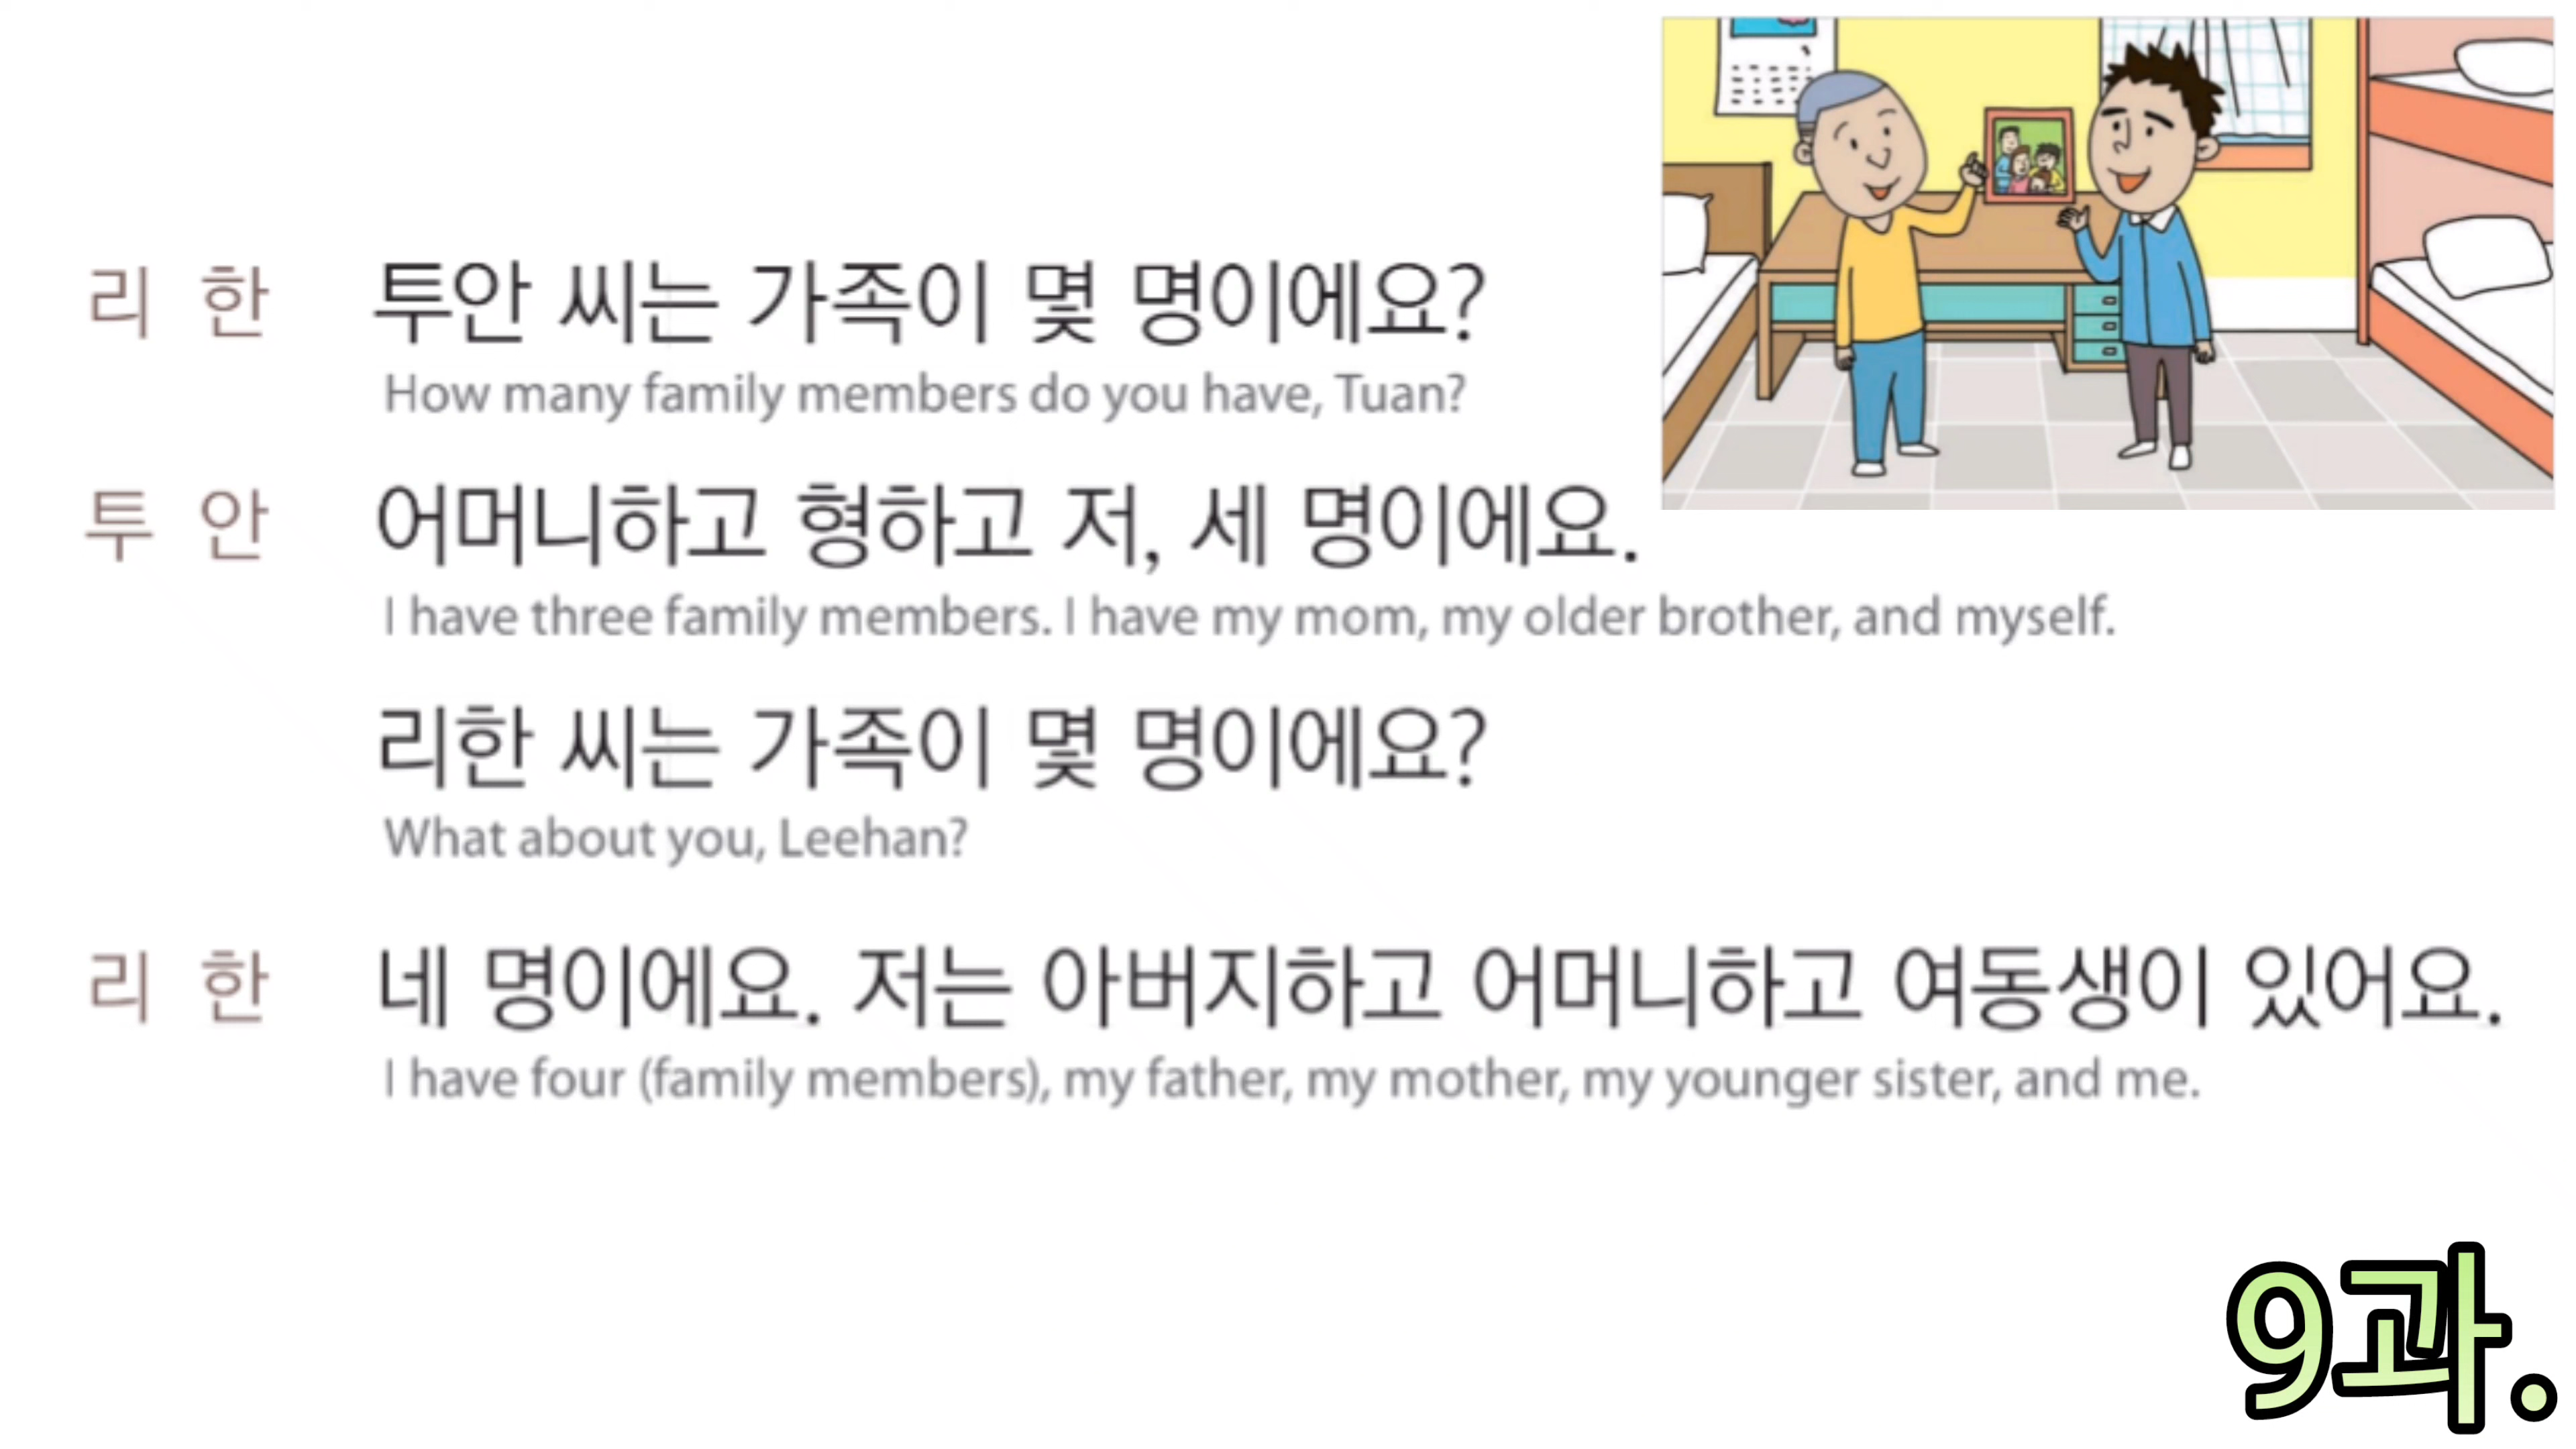 리 한 투안 씨는 가족이 몇 명이에요?
How many family members do you have, Tuan?
투 안 어머니하고 형하고 저, 세 명이에요.
I have three family members. I have my mom, my older brother, and myself.
리한 씨는 가족이 몇 명이에요?
What about you, Leehan?
리 한 네 명이에요. 저는 아버지하고 어머니하고 여동생이 있어요.
I have four (family members), my father, my mother, my younger sister, and me.
9과.